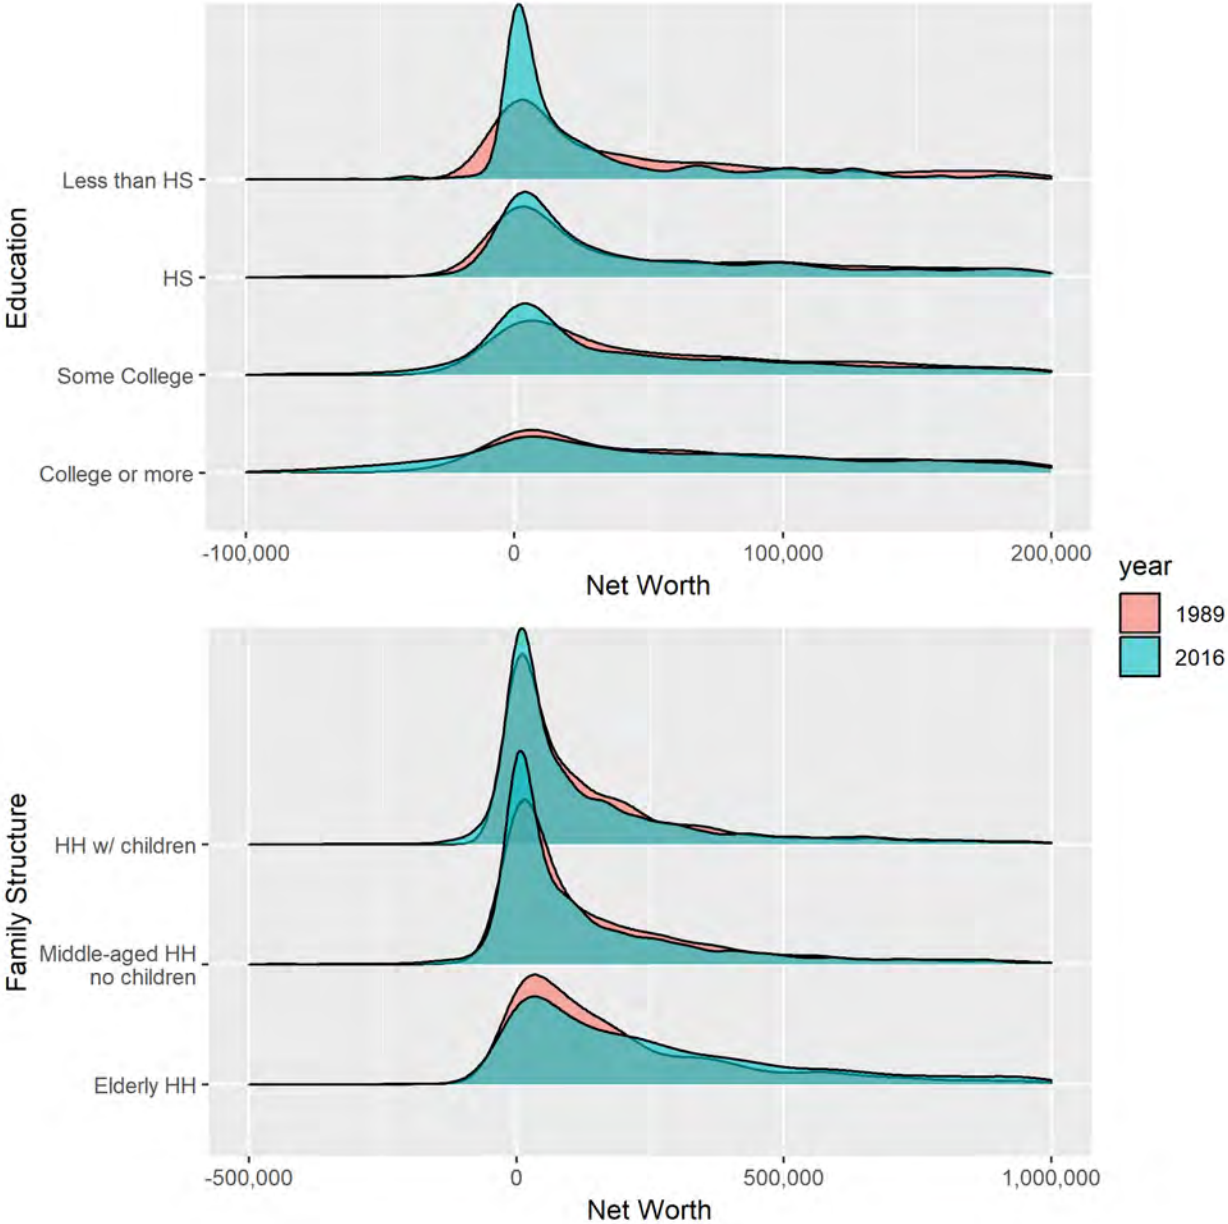 Education
Less than HS
HS
Some College
College or more
-100,000
0
100,000
200,000
Net Worth
year
1989
2016
Family Structure
HH w/ children
Middle-aged HH
no children
Elderly HH
-500,000
0
500,000
1,000,000
Net Worth